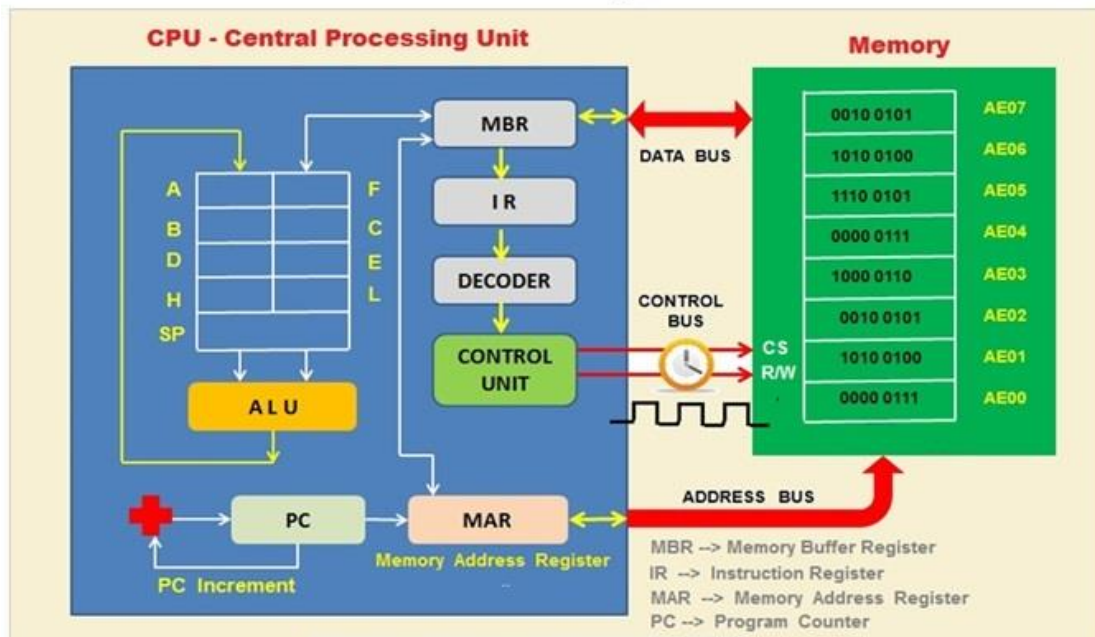 CPU - Central Processing Unit
Memory
MBR
DATA BUS
0010 0101 AE07
1010 0100 AE06
A F
I R
1110 0101 AE05
B C
0000 0111 AE04
D E
DECODER
1000 0110 AE03
H L
CONTROL
BUS
0010 0101 AE02
SP
CONTROL
UNIT
CS
R/W
1010 0100 AE01
0000 0111 AE00
A L U
ADDRESS BUS
PC
MAR
Memory Address Register
PC Increment
MBR --> Memory Buffer Register
IR --> Instruction Register
MAR --> Memory Address Register
PC --> Program Counter